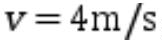 v = 4m/s